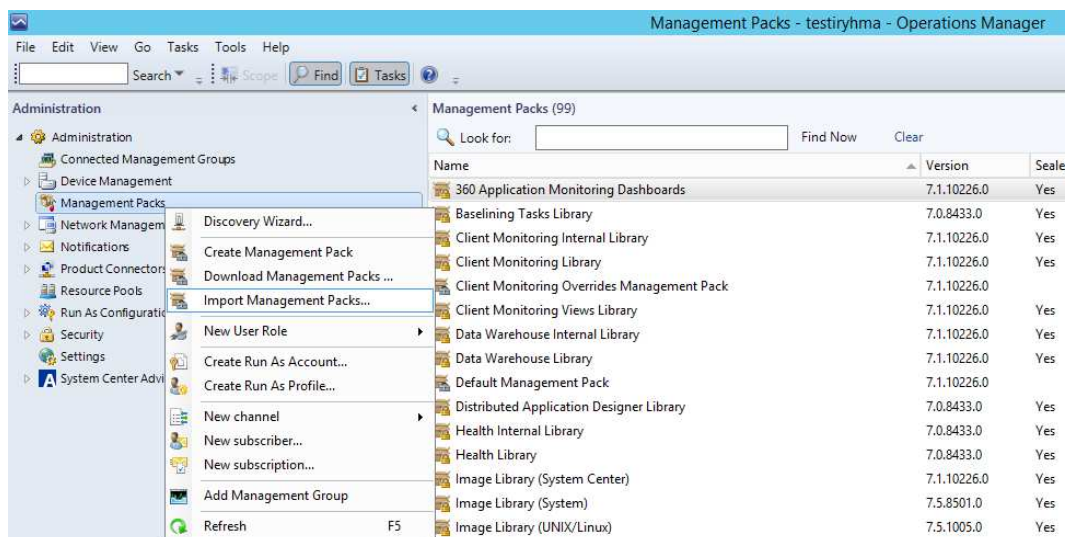 Management Packs - testiryhma - Operations Manager
File Edit View Go Tasks Tools Help
Search Scope Find Tasks
Administration
Administration
Connected Management Groups
Device Management
Management Packs
Network Managem
Notifications
Product Connectors
Resource Pools
Run As Configuratio
Security
Settings
System Center Advi
Discovery Wizard...
Create Management Pack
Download Management Packs ...
Import Management Packs...
New User Role
Create Run As Account...
Create Run As Profile...
New channel
New subscriber...
New subscription...
Add Management Group
Refresh F5
Management Packs (99)
Look for: Find Now Clear
Name Version Seale
360 Application Monitoring Dashboards 7.1.10226.0 Yes
Baselining Tasks Library 7.0.8433.0 Yes
Client Monitoring Internal Library 7.1.10226.0 Yes
Client Monitoring Library 7.1.10226.0 Yes
Client Monitoring Overrides Management Pack 7.1.10226.0
Client Monitoring Views Library 7.1.10226.0 Yes
Data Warehouse Internal Library 7.1.10226.0 Yes
Data Warehouse Library 7.1.10226.0 Yes
Default Management Pack 7.1.10226.0
Distributed Application Designer Library 7.0.8433.0 Yes
Health Internal Library 7.0.8433.0 Yes
Health Library 7.0.8433.0 Yes
Image Library (System Center) 7.1.10226.0 Yes
Image Library (System) 7.5.8501.0 Yes
Image Library (UNIX/Linux) 7.5.1005.0 Yes